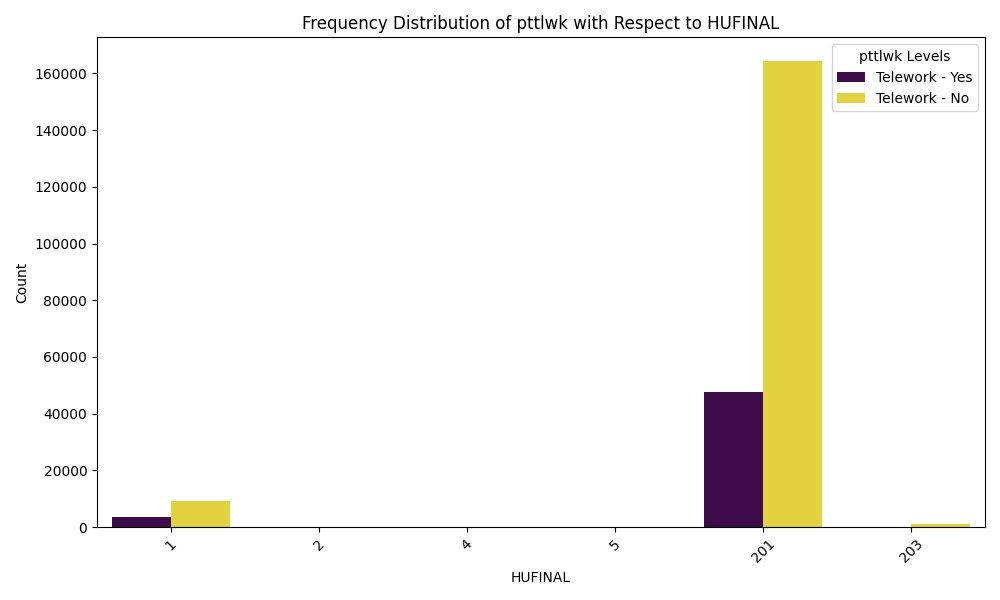 Frequency Distribution of pttlwk with Respect to HUFINAL
pttlwk Levels
Telework - Yes
Telework - No
Count
160000
140000
120000
100000
80000
60000
40000
20000
0
1
2
4
5
201
203
HUFINAL